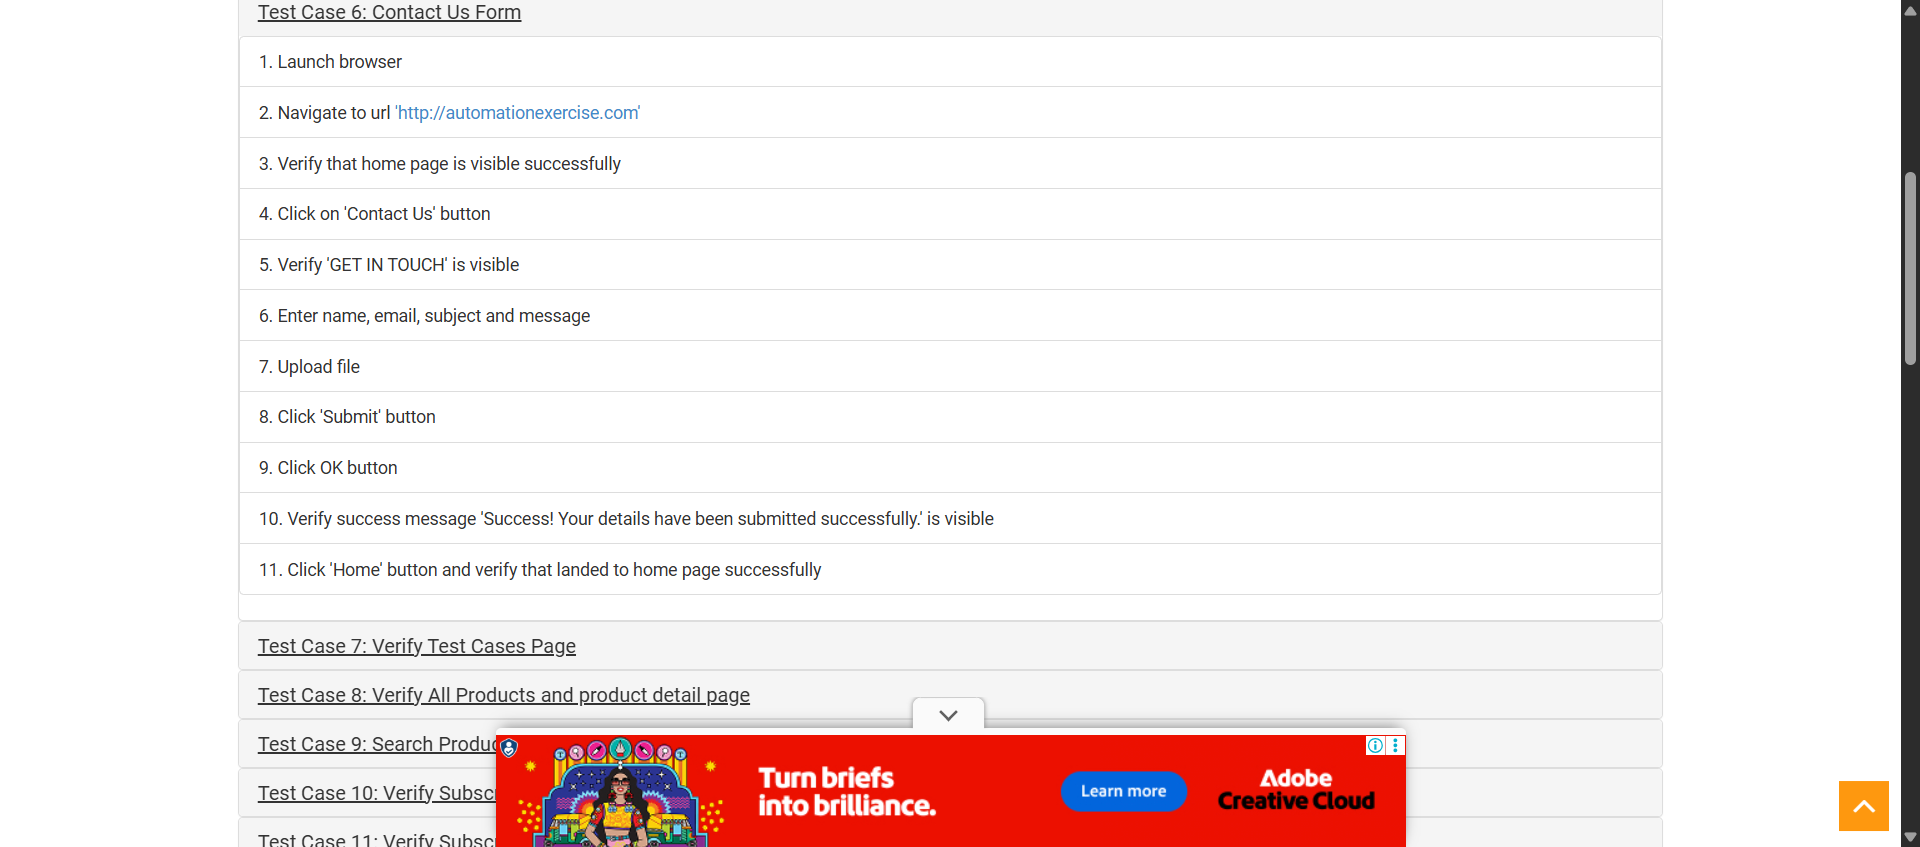 Test Case 6: Contact Us Form
1. Launch browser
2. Navigate to url 'http://automationexercise.com'
3. Verify that home page is visible successfully
4. Click on 'Contact Us' button
5. Verify 'GET IN TOUCH' is visible
6. Enter name, email, subject and message
7. Upload file
8. Click 'Submit' button
9. Click OK button
10. Verify success message 'Success! Your details have been submitted successfully.' is visible
11. Click 'Home' button and verify that landed to home page successfully
Test Case 7: Verify Test Cases Page
Test Case 8: Verify All Products and product detail page
Test Case 9: Search
Test Case 10: Verify
Test Case 11: Verify
Turn briefs
into brilliance.
Learn more
Adobe
Creative Cloud